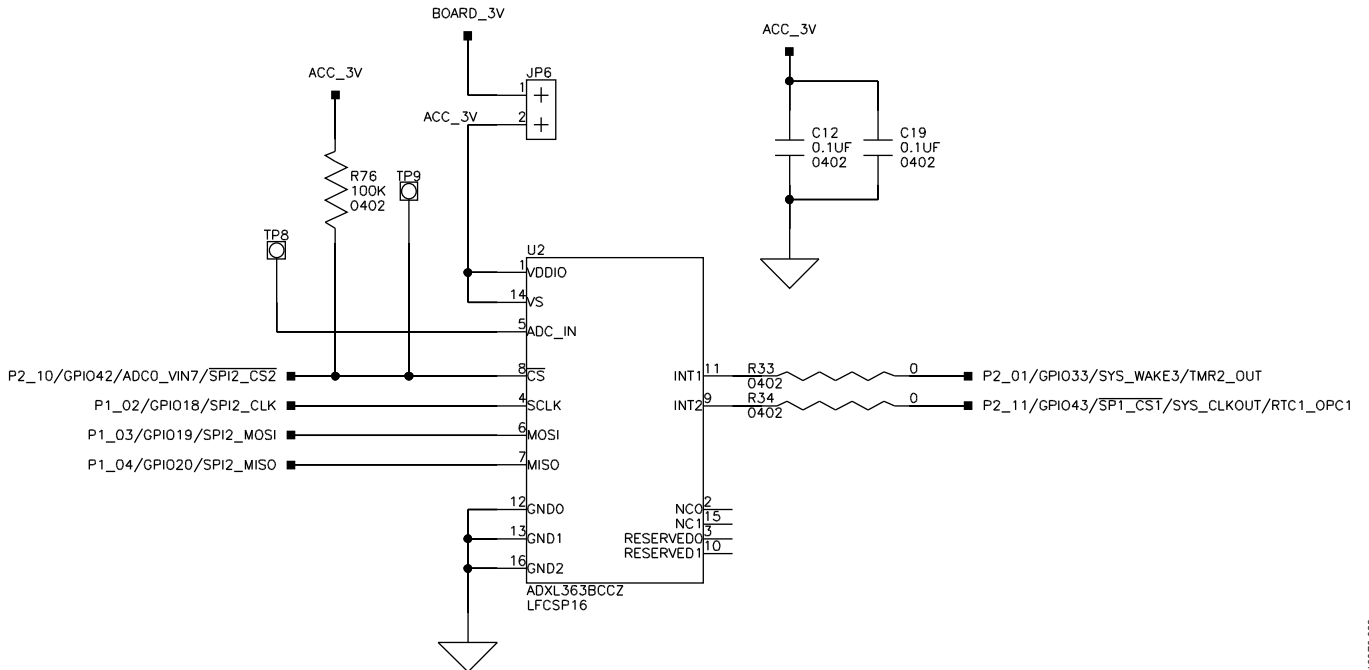 BOARD_3V
ACC_3V
ACC_3V
JP6
1
ACC_3V
2
C12
0.1UF
0402
C19
0.1UF
0402
R76
100K
0402
TP9
TP8
U2
1 VDDIO
14 VS
5 ADC_IN
P2_10/GPIO42/ADC0_VIN7/SPI2_CS2
8 CS
P1_02/GPIO18/SPI2_CLK
4 SCLK
P1_03/GPIO19/SPI2_MOSI
6 MOSI
P1_04/GPIO20/SPI2_MISO
7 MISO
INT1 11
R33
0402
0
P2_01/GPIO33/SYS_WAKE3/TMR2_OUT
INT2 9
R34
0402
0
P2_11/GPIO43/SP1_CS1/SYS_CLKOUT/RTC1_OPC1
12 GND0
13 GND1
16 GND2
NC0 2
NC1 15
RESERVED0 3
RESERVED1 10
ADXL363BCCZ
LFCSP16